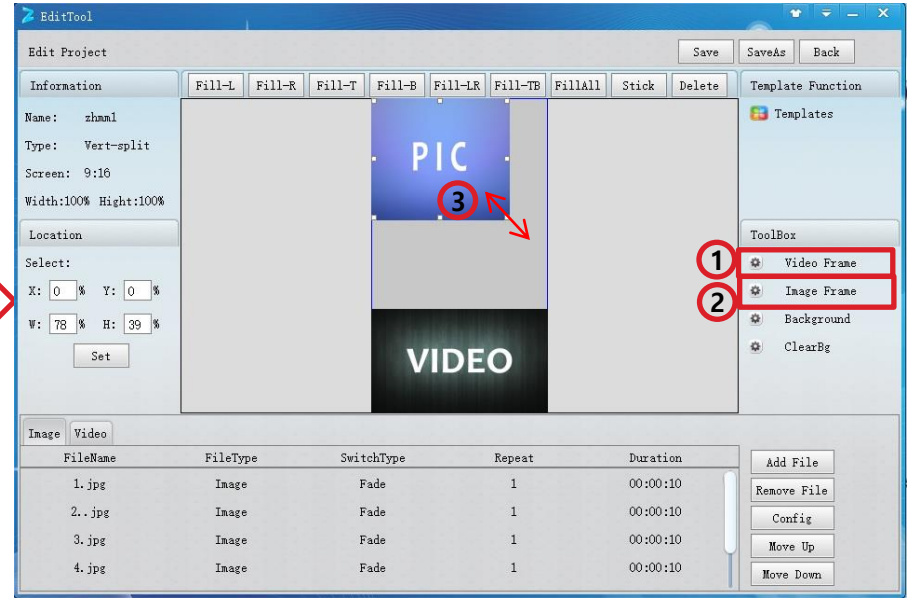 EditTool
Edit Project Save SaveAs Back
Information Fill-L Fill-R Fill-T Fill-B Fill-LR Fill-TB FillAll Stick Delete Template Function
Name: zhmm1 Templates
Type: Vert-split
Screen: 9:16
Width:100% Hight:100%
PIC
3
Location ToolBox
Select: 1 Video Frame
X: 0 % Y: 0 % 2 Image Frame
W: 78 % H: 39 % Background
Set ClearBg
VIDEO
Image Video
FileName FileType SwitchType Repeat Duration Add File
1.jpg Image Fade 1 00:00:10 Remove File
2..jpg Image Fade 1 00:00:10 Config
3.jpg Image Fade 1 00:00:10 Move Up
4.jpg Image Fade 1 00:00:10 Move Down